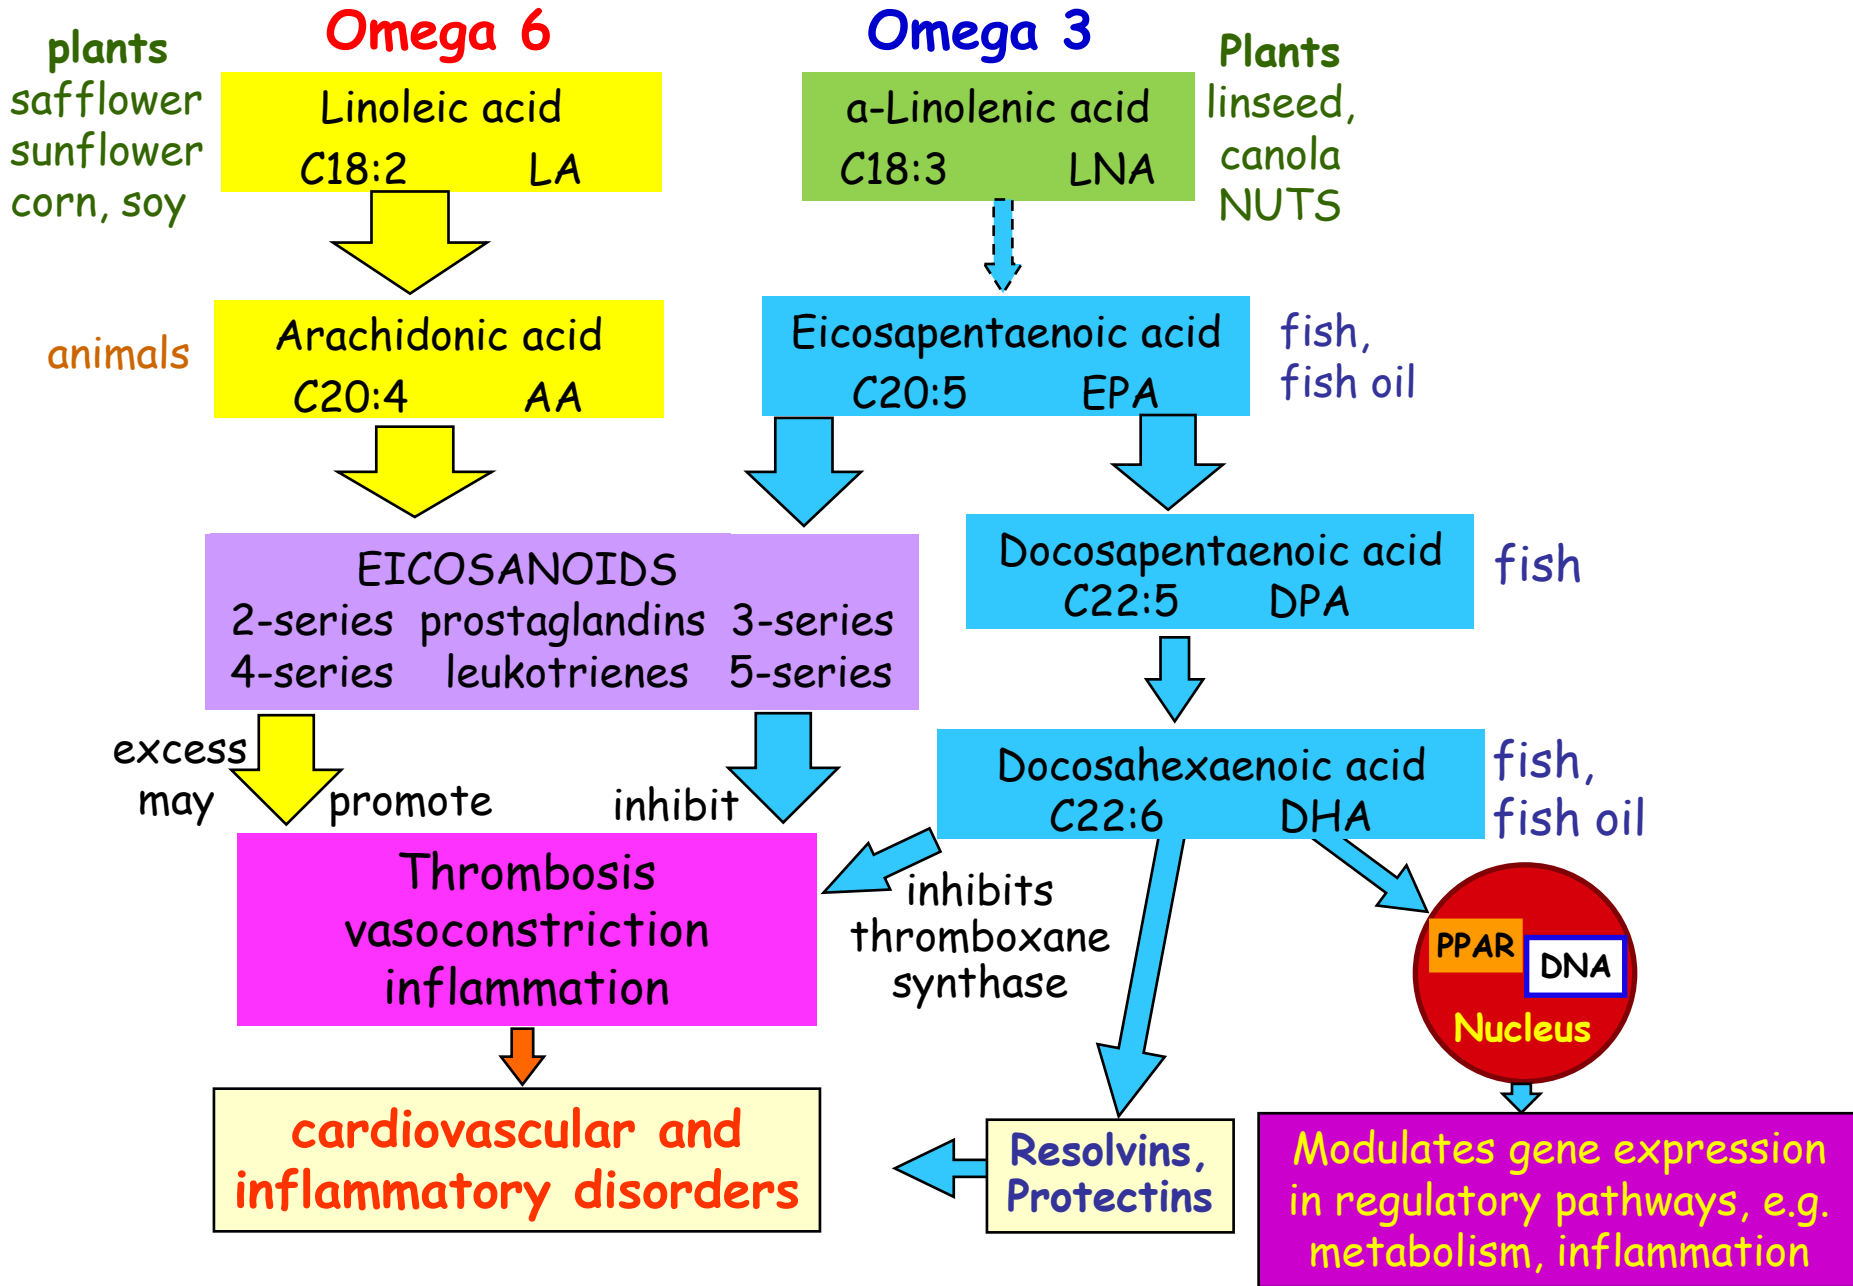 Omega 6
Omega 3
plants
safflower
sunflower
corn, soy
Linoleic acid
C18:2 LA
a-Linolenic acid
C18:3 LNA
Plants
linseed,
canola
NUTS
animals
Arachidonic acid
C20:4 AA
Eicosapentaenoic acid
C20:5 EPA
fish,
fish oil
EICOSANOIDS
2-series prostaglandins 3-series
4-series leukotrienes 5-series
Docosapentaenoic acid
C22:5 DPA
fish
excess
may
promote
inhibit
Docosahexaenoic acid
C22:6 DHA
fish,
fish oil
Thrombosis
vasoconstriction
inflammation
inhibits
thromboxane
synthase
PPAR
DNA
Nucleus
cardiovascular and
inflammatory disorders
Resolvins,
Protectins
Modulates gene expression
in regulatory pathways, e.g.
metabolism, inflammation